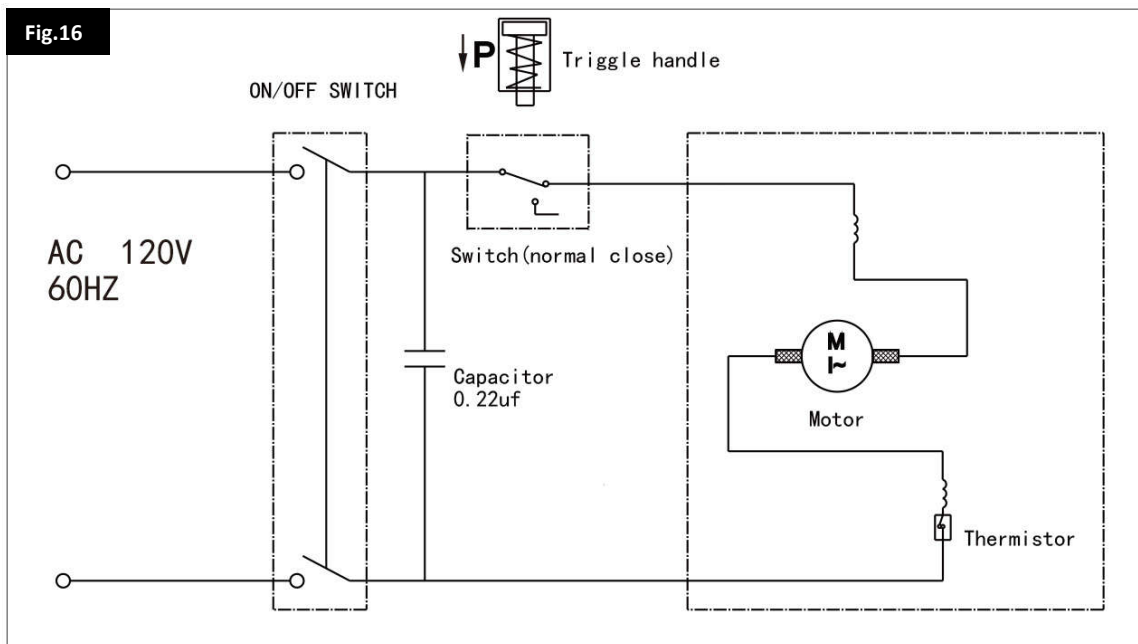 Fig.16
P Triggle handle
ON/OFF SWITCH
AC 120V
60HZ
Switch(normal close)
Capacitor
0.22uf
M
I~
Motor
Thermistor